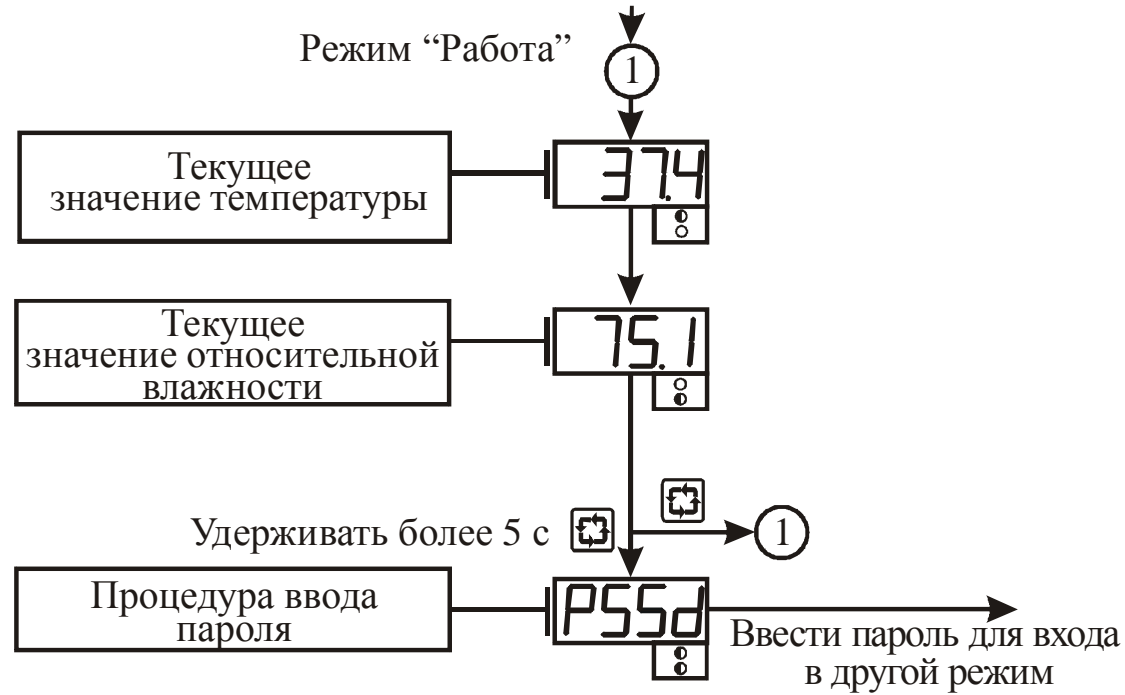 Режим “Работа”
1
Текущее
значение температуры
37.4
Текущее
значение относительной
влажности
75.1
Удерживать более 5 с
1
Процедура ввода
пароля
PSSd
Ввести пароль для входа
в другой режим